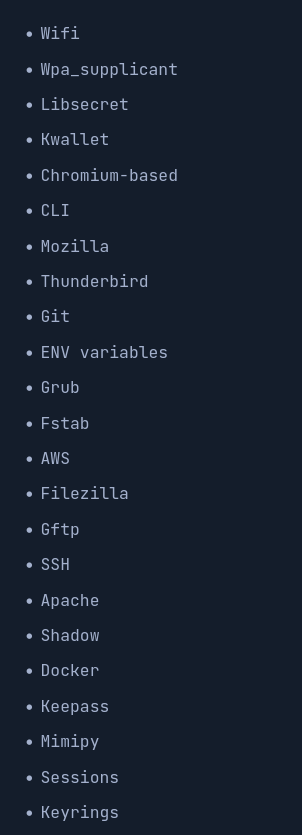 • Wifi
• Wpa_supplicant
• Libsecret
• Kwallet
• Chromium-based
• CLI
• Mozilla
• Thunderbird
• Git
• ENV variables
• Grub
• Fstab
• AWS
• Filezilla
• Gftp
• SSH
• Apache
• Shadow
• Docker
• Keepass
• Mimipy
• Sessions
• Keyrings